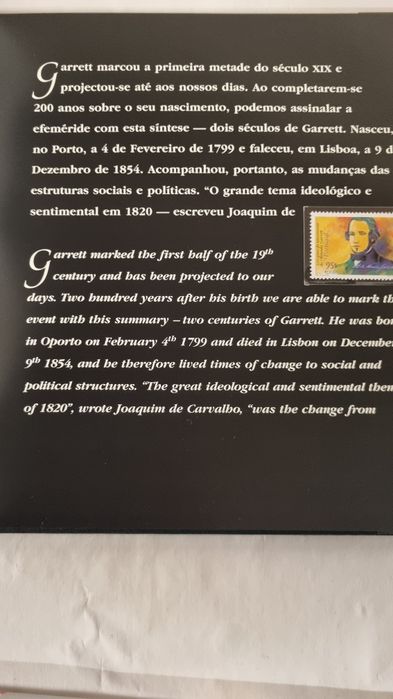 Garrett marcou a primeira metade do século XIX e
projectou-se até aos nossos dias. Ao completarem-se
200 anos sobre o seu nascimento, podemos assinalar a
efeméride com esta síntese — dois séculos de Garrett. Nasceu,
no Porto, a 4 de Fevereiro de 1799 e faleceu, em Lisboa, a 9 d
Dezembro de 1854. Acompanhou, portanto, as mudanças das
estruturas sociais e políticas. “O grande tema ideológico e
sentimental em 1820 — escreveu Joaquim de
95
Garrett marked the first half of the 19th
century and has been projected to our
days. Two hundred years after his birth we are able to mark th
event with this summary – two centuries of Garrett. He was bor
in Oporto on February 4th 1799 and died in Lisbon on December
9th 1854, and he therefore lived times of change to social and
political structures. “The great ideological and sentimental them
of 1820”, wrote Joaquim de Carvalho, “was the change from